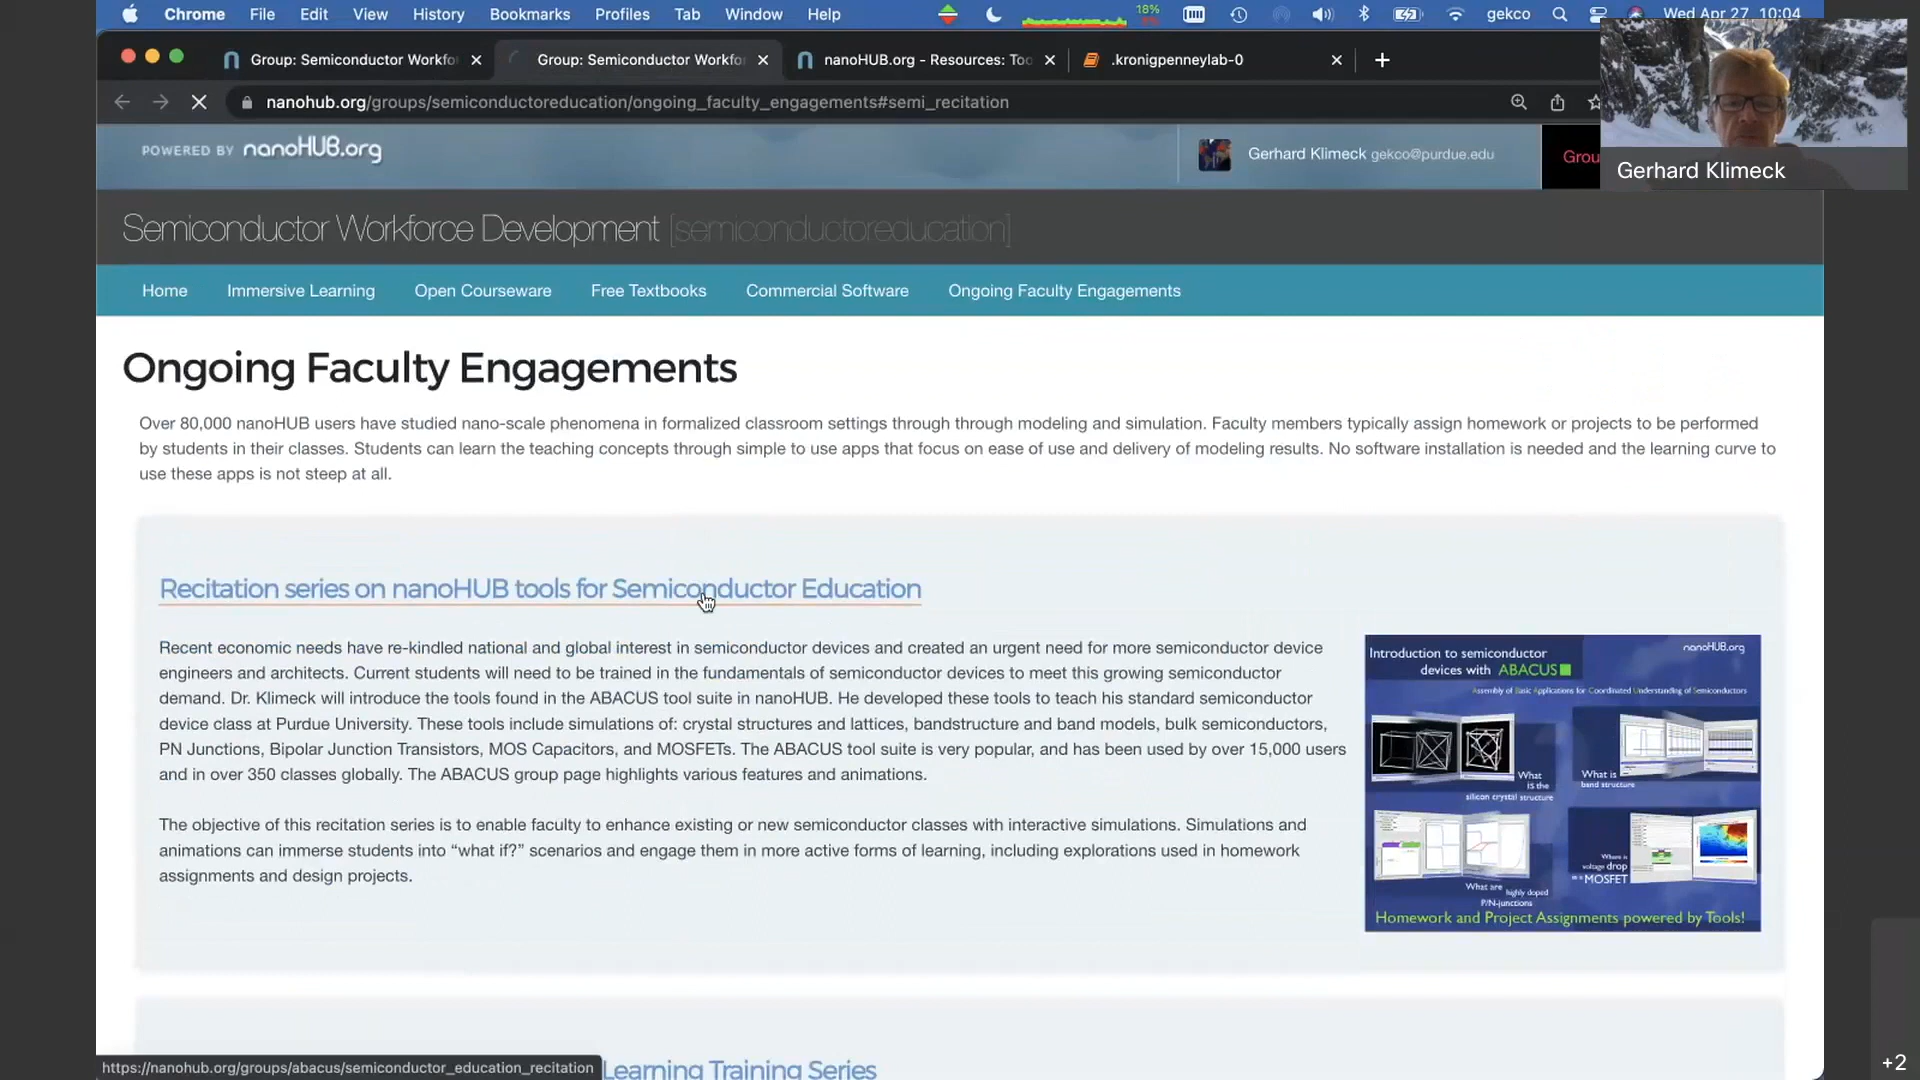 Chrome File Edit View History Bookmarks Profiles Tab Window Help 18% gekco Wed Apr 27 10:04
Group: Semiconductor Workfo Group: Semiconductor Workfo nanoHUB.org - Resources: Too .kronigpenneylab-0
nanohub.org/groups/semiconductoreducation/ongoing_faculty_engagements#semi_recitation
POWERED BY nanoHUB.org
Gerhard Klimeck gekco@purdue.edu
Grou
Gerhard Klimeck
Semiconductor Workforce Development [semiconductoreducation]
Home Immersive Learning Open Courseware Free Textbooks Commercial Software Ongoing Faculty Engagements
Ongoing Faculty Engagements
Over 80,000 nanoHUB users have studied nano-scale phenomena in formalized classroom settings through through modeling and simulation. Faculty members typically assign homework or projects to be performed
by students in their classes. Students can learn the teaching concepts through simple to use apps that focus on ease of use and delivery of modeling results. No software installation is needed and the learning curve to
use these apps is not steep at all.
Recitation series on nanoHUB tools for Semiconductor Education
Recent economic needs have re-kindled national and global interest in semiconductor devices and created an urgent need for more semiconductor device
engineers and architects. Current students will need to be trained in the fundamentals of semiconductor devices to meet this growing semiconductor
demand. Dr. Klimeck will introduce the tools found in the ABACUS tool suite in nanoHUB. He developed these tools to teach his standard semiconductor
device class at Purdue University. These tools include simulations of: crystal structures and lattices, bandstructure and band models, bulk semiconductors,
PN Junctions, Bipolar Junction Transistors, MOS Capacitors, and MOSFETs. The ABACUS tool suite is very popular, and has been used by over 15,000 users
and in over 350 classes globally. The ABACUS group page highlights various features and animations.
The objective of this recitation series is to enable faculty to enhance existing or new semiconductor classes with interactive simulations. Simulations and
animations can immerse students into “what if?” scenarios and engage them in more active forms of learning, including explorations used in homework
assignments and design projects.
Introduction to semiconductor
devices with ABACUS
nanoHUB.org
Assembly of Basic Applications for Coordinated Understanding of Semiconductors
What
IS the
silicon crystal structure
What is
band structure
What are highly doped
P/N-junctions
Where is
voltage drop
MOSFET
Homework and Project Assignments powered by Tools!
https://nanohub.org/groups/abacus/semiconductor_education_recitation
Learning Training Series
+2